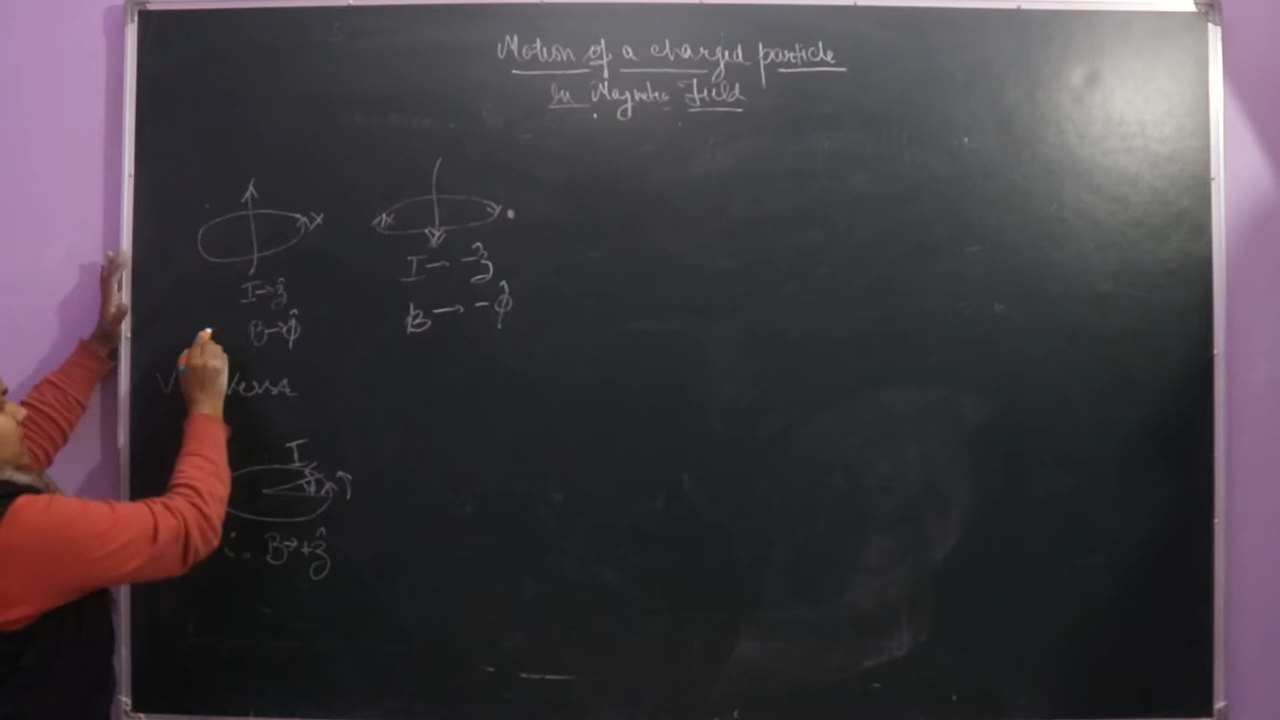 Motion of a charged particle
In Magnetic Field
x
I → ẑ
B → φ̂
x
.
I → -ẑ
B → -φ̂
Versa
I
∴ B → +ẑ